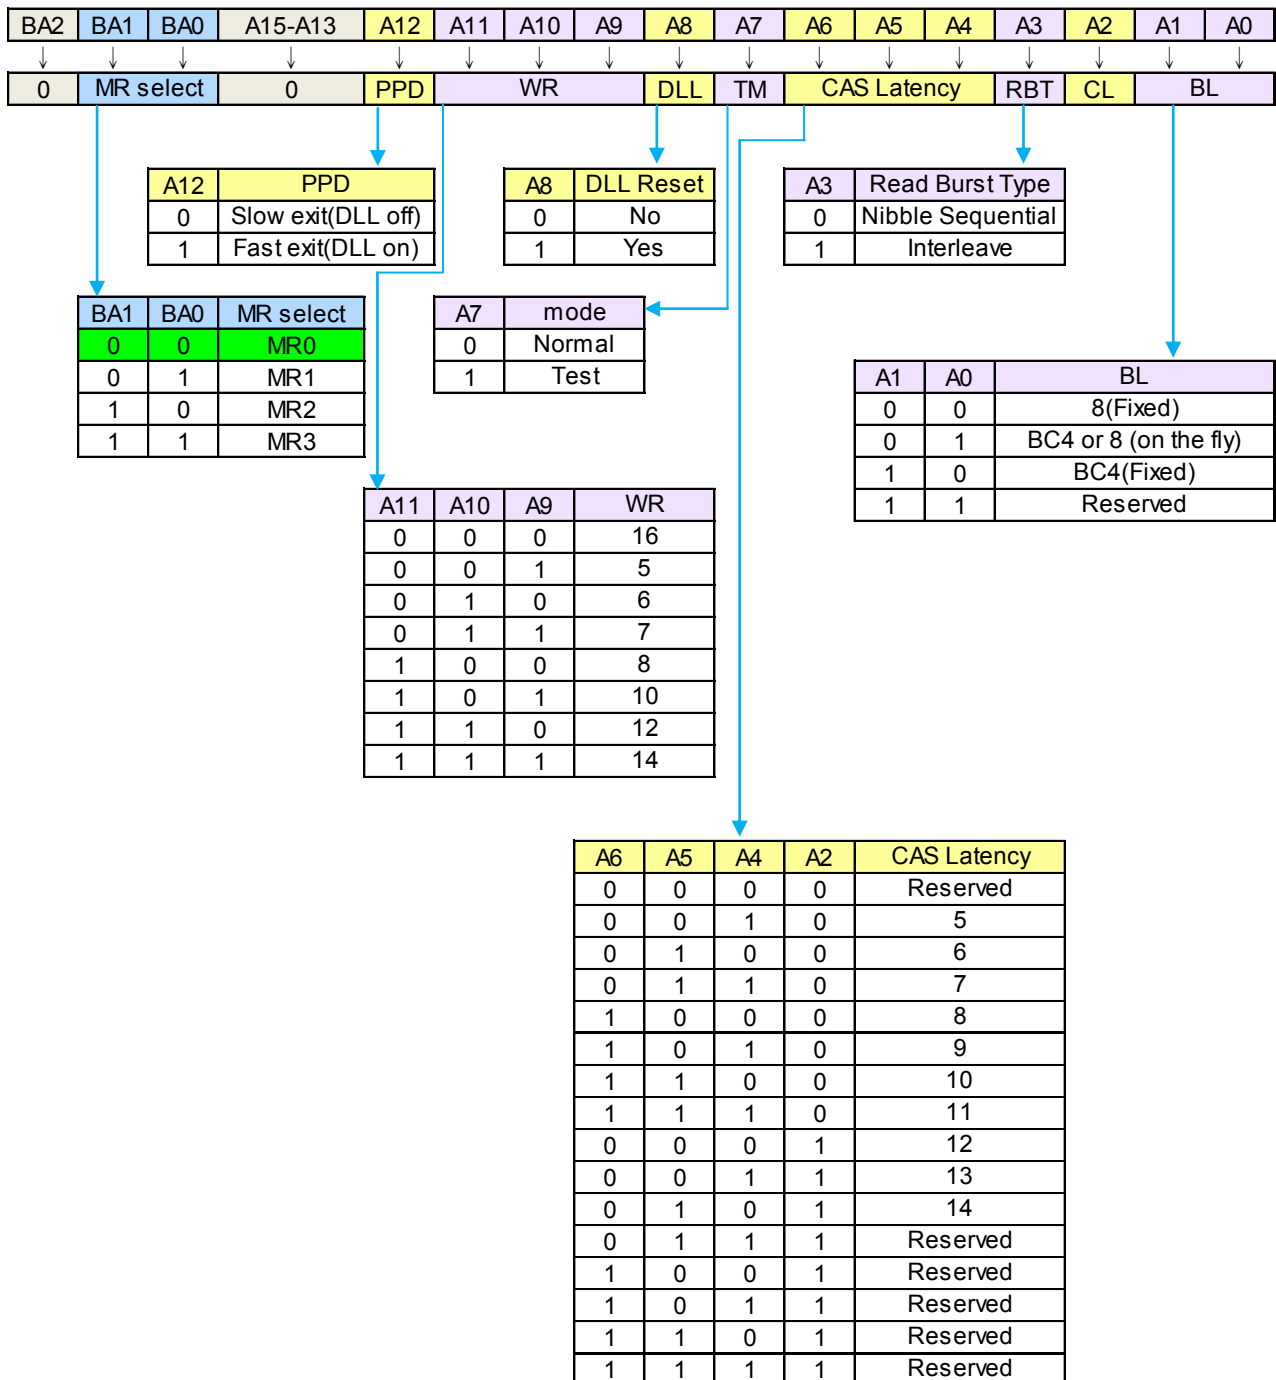 BA2 BA1 BA0 A15-A13 A12 A11 A10 A9 A8 A7 A6 A5 A4 A3 A2 A1 A0
0 MR select 0 PPD WR DLL TM CAS Latency RBT CL BL
A12 PPD
0 Slow exit(DLL off)
1 Fast exit(DLL on)
A8 DLL Reset
0 No
1 Yes
A3 Read Burst Type
0 Nibble Sequential
1 Interleave
BA1 BA0 MR select
0 0 MR0
0 1 MR1
1 0 MR2
1 1 MR3
A7 mode
0 Normal
1 Test
A1 A0 BL
0 0 8(Fixed)
0 1 BC4 or 8 (on the fly)
1 0 BC4(Fixed)
1 1 Reserved
A11 A10 A9 WR
0 0 0 16
0 0 1 5
0 1 0 6
0 1 1 7
1 0 0 8
1 0 1 10
1 1 0 12
1 1 1 14
A6 A5 A4 A2 CAS Latency
0 0 0 0 Reserved
0 0 1 0 5
0 1 0 0 6
0 1 1 0 7
1 0 0 0 8
1 0 1 0 9
1 1 0 0 10
1 1 1 0 11
0 0 0 1 12
0 0 1 1 13
0 1 0 1 14
0 1 1 1 Reserved
1 0 0 1 Reserved
1 0 1 1 Reserved
1 1 0 1 Reserved
1 1 1 1 Reserved